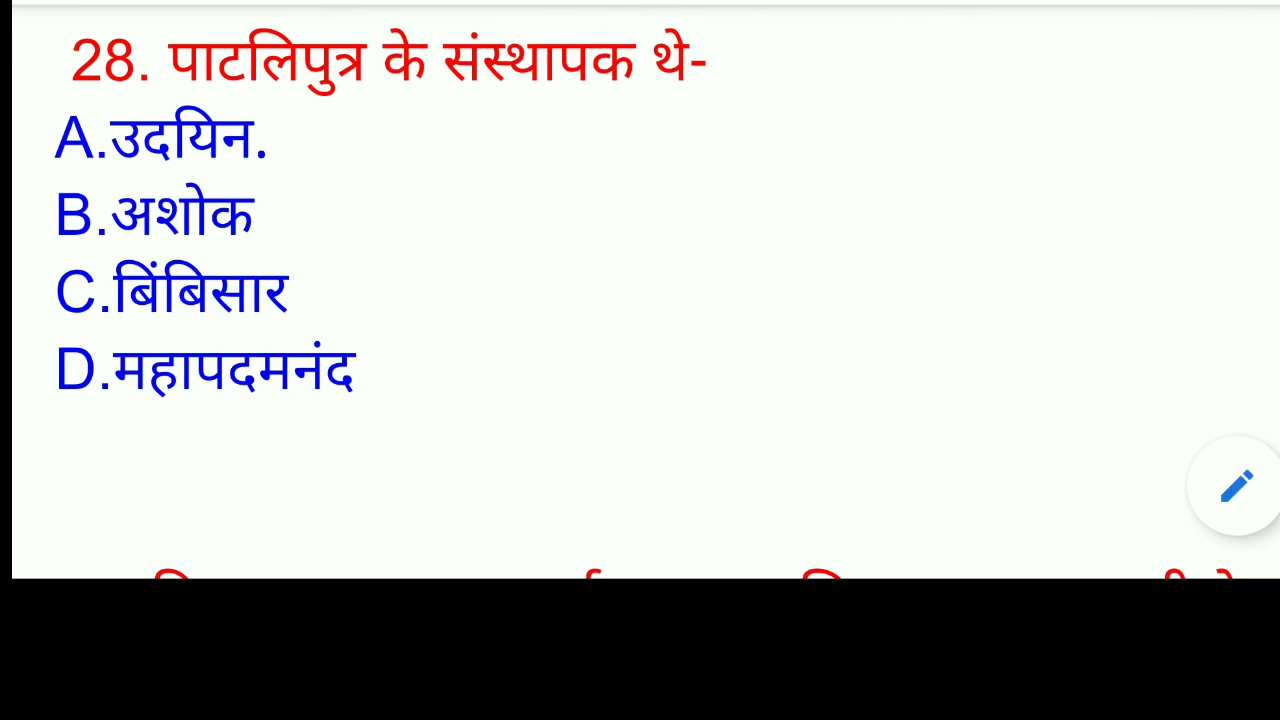 28. पाटलिपुत्र के संस्थापक थे-
A.उदयिन.
B.अशोक
C.बिंबिसार
D.महापदमनंद